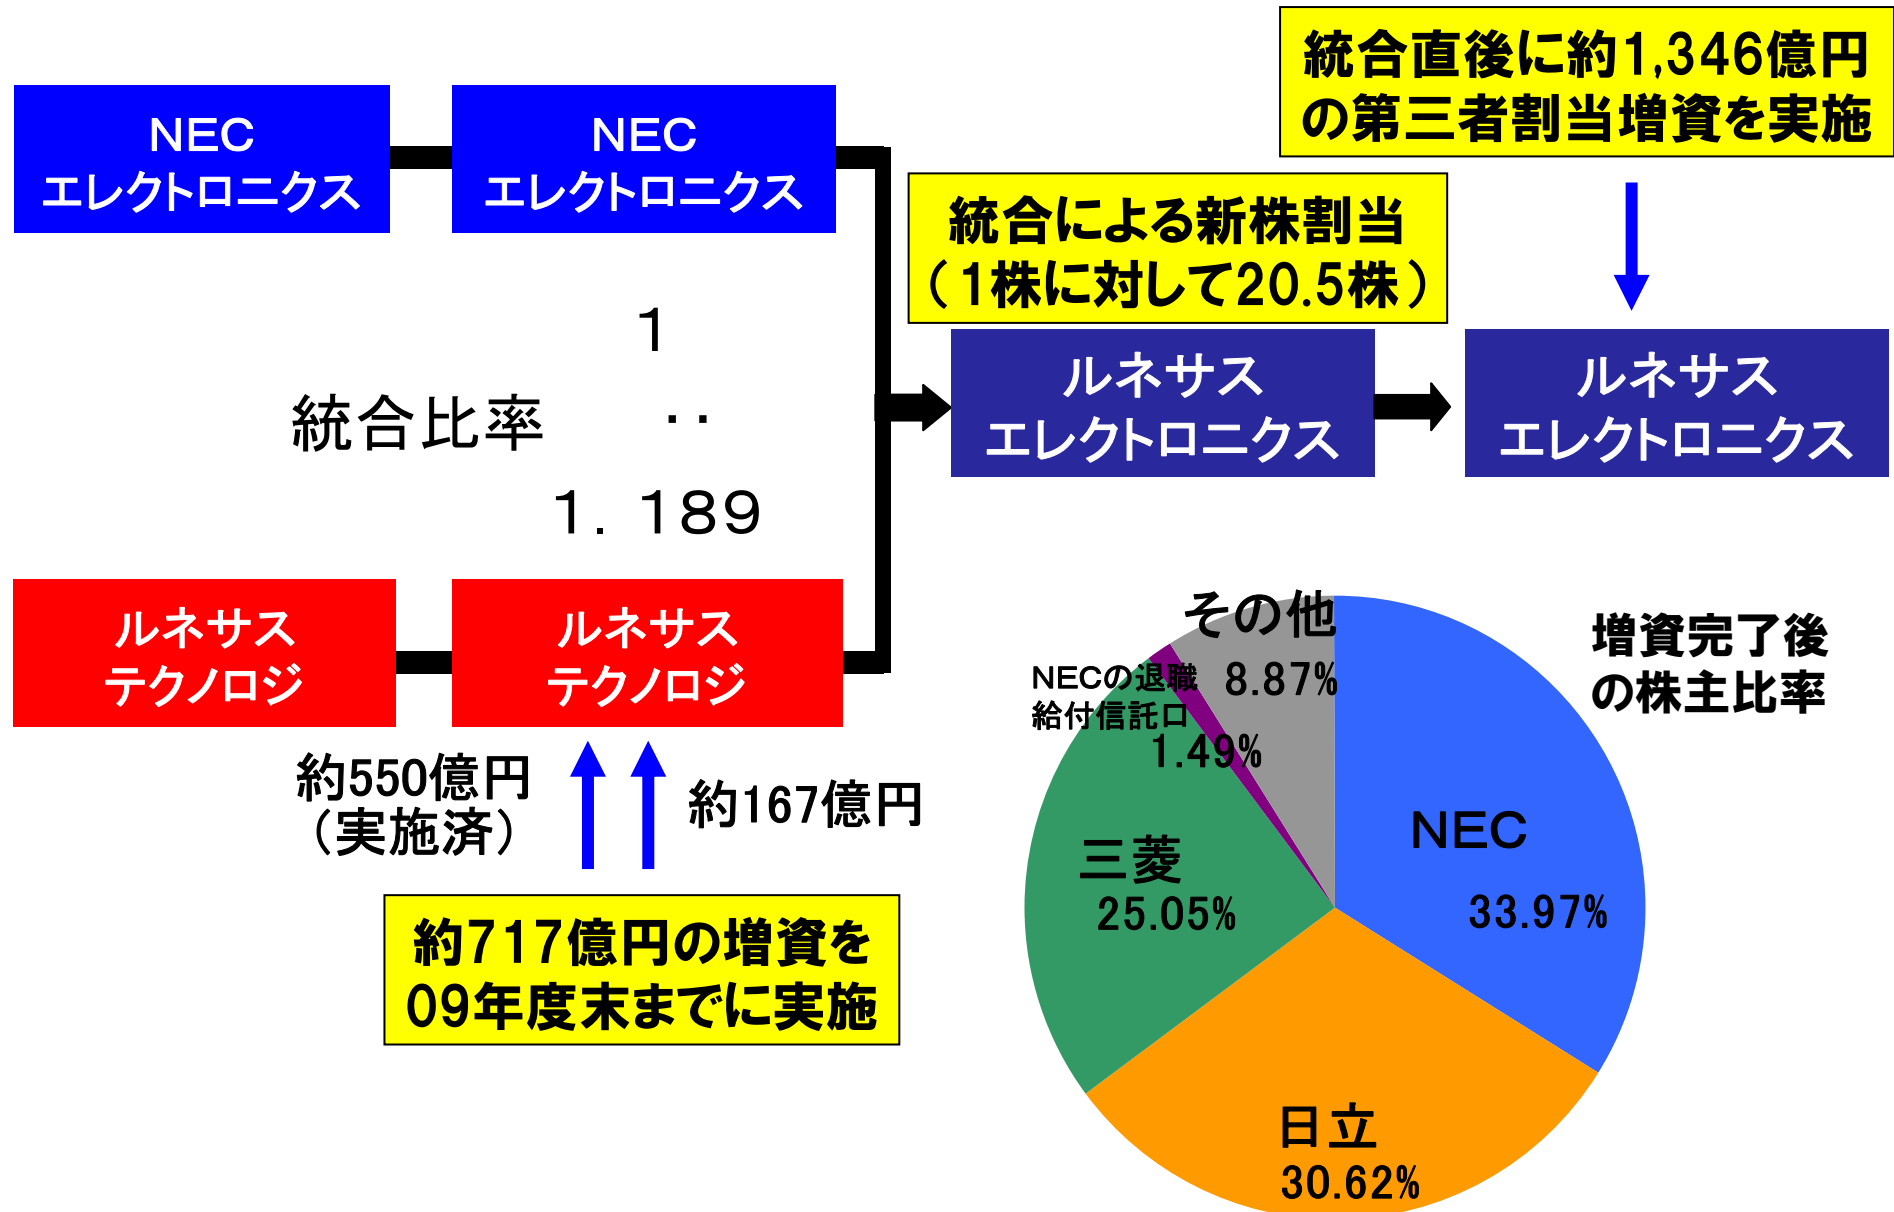 統合直後に約1,346億円
の第三者割当増資を実施
NEC
エレクトロニクス
NEC
エレクトロニクス
統合による新株割当
（1株に対して20.5株）
1
統合比率
：
1．189
ルネサス
エレクトロニクス
ルネサス
エレクトロニクス
ルネサス
テクノロジ
ルネサス
テクノロジ
約550億円
（実施済）
約167億円
約717億円の増資を
09年度末までに実施
増資完了後
の株主比率
その他
8.87%
NECの退職
給付信託口
1.49%
三菱
25.05%
NEC
33.97%
日立
30.62%